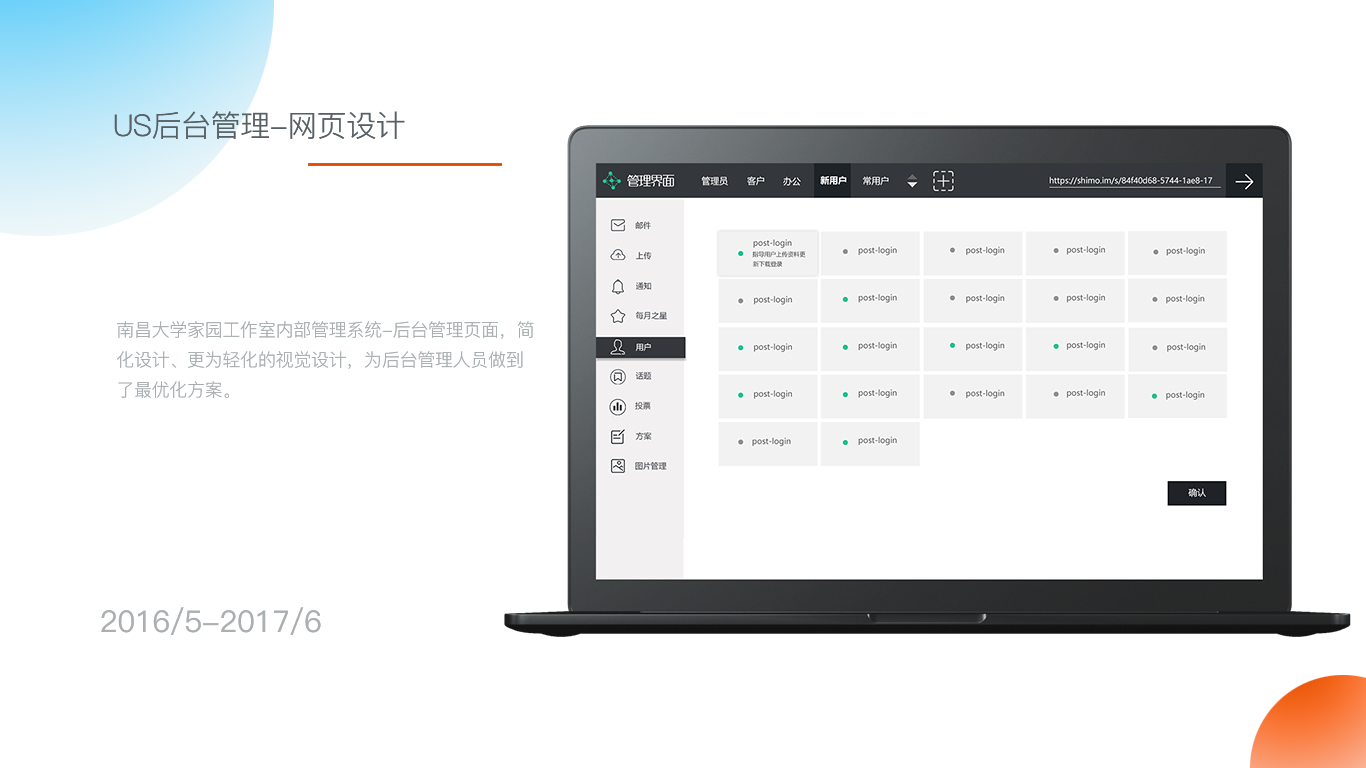 US后台管理-网页设计
南昌大学家园工作室内部管理系统-后台管理页面，简
化设计、更为轻化的视觉设计，为后台管理人员做到
了最优化方案。
2016/5-2017/6
管理界面 管理员 客户 办公 新用户 常用户 https://shimo.im/s/84f40d68-5744-1ae8-17
邮件
上传
通知
每月之星
用户
话题
投票
方案
图片管理
post-login post-login post-login post-login post-login
指导用户上传资料更
新下载登录
post-login post-login post-login post-login post-login
post-login post-login post-login post-login post-login
post-login post-login post-login post-login post-login
post-login post-login
确认